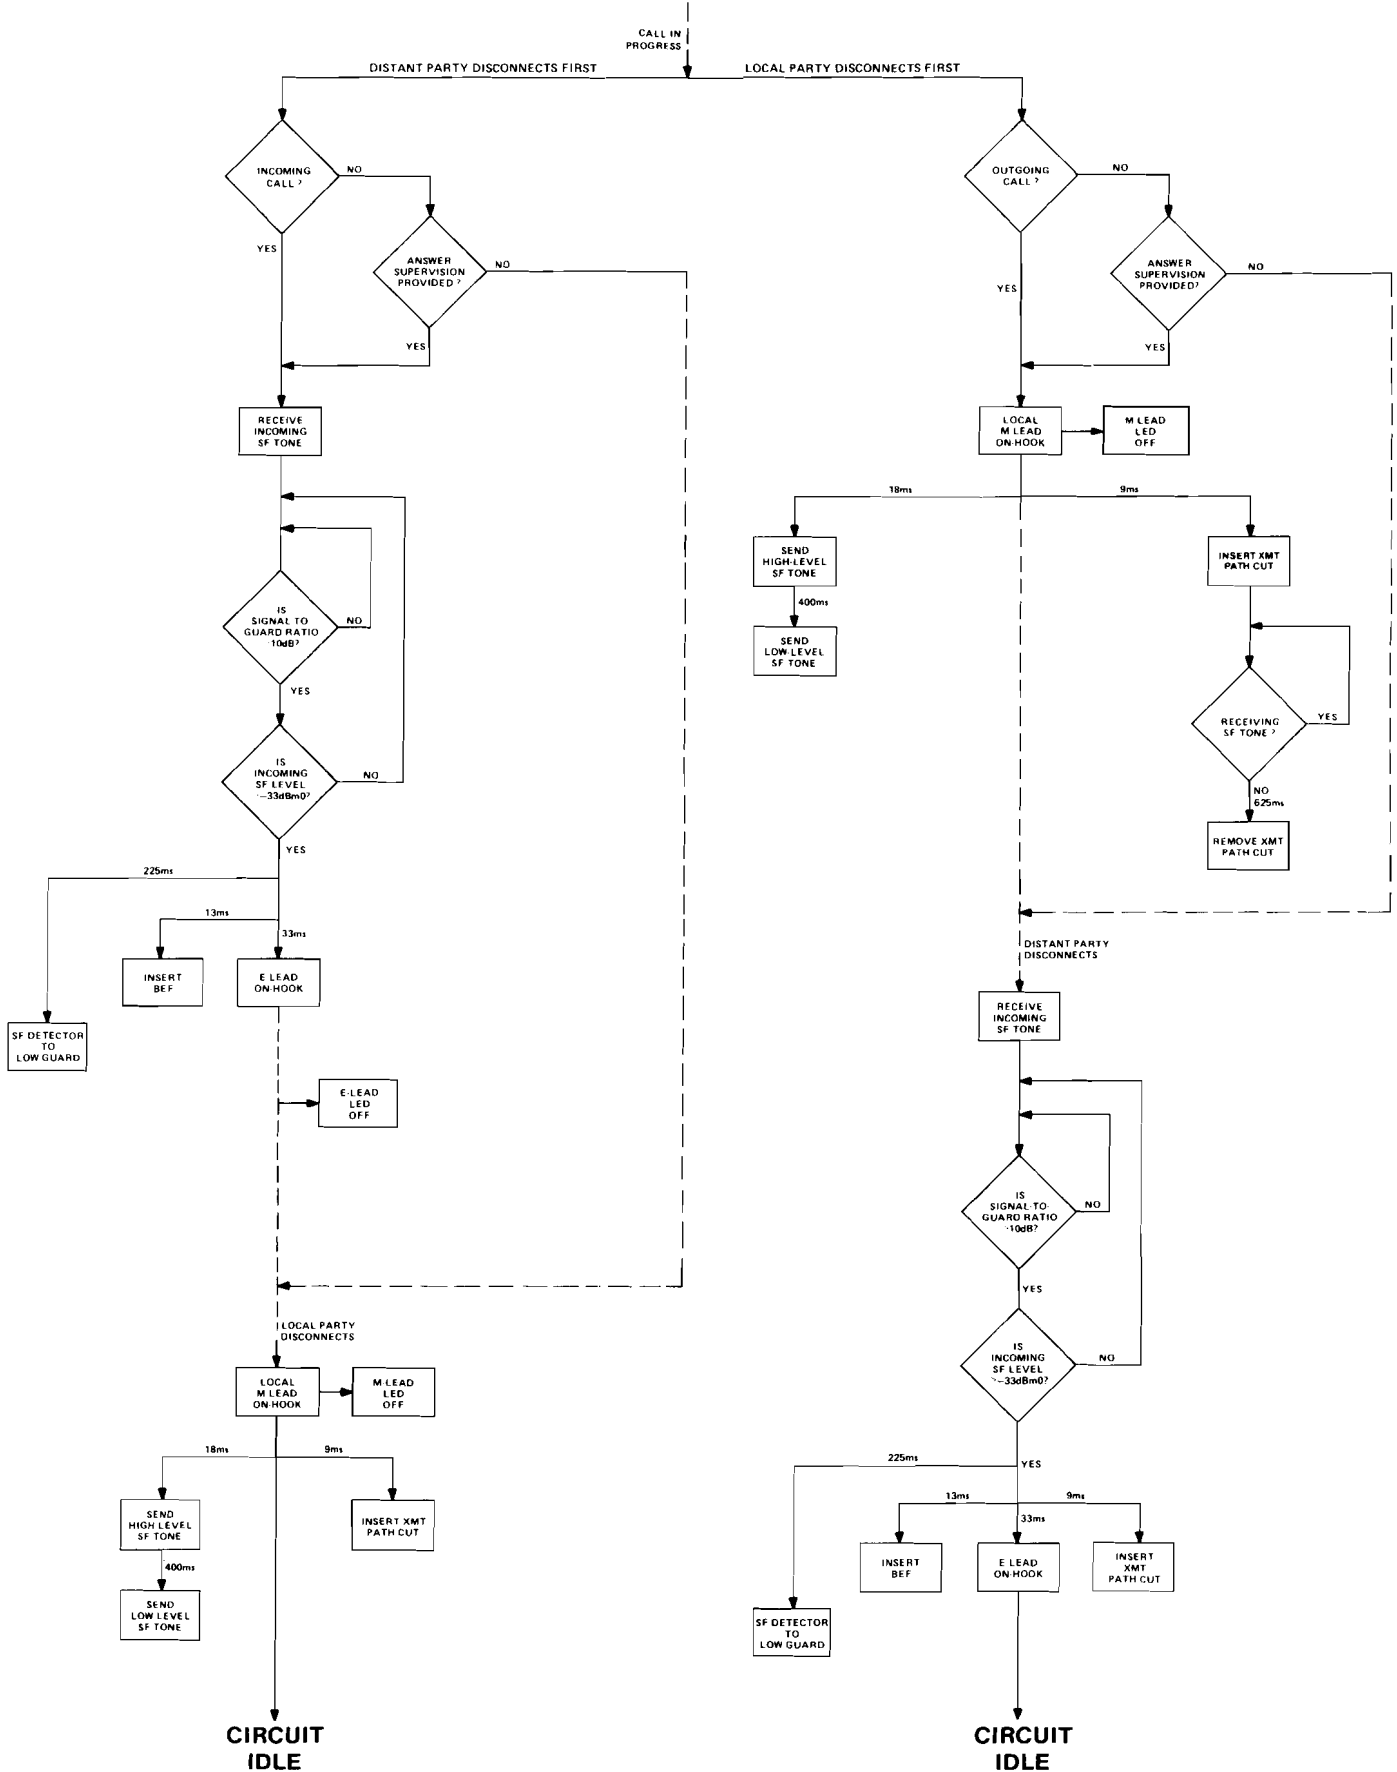 CALL IN
PROGRESS
DISTANT PARTY DISCONNECTS FIRST
LOCAL PARTY DISCONNECTS FIRST
INCOMING
CALL?
NO
YES
ANSWER
SUPERVISION
PROVIDED?
NO
YES
RECEIVE
INCOMING
SF TONE
IS
SIGNAL TO
GUARD RATIO
10dB?
NO
YES
IS
INCOMING
SF LEVEL
-33dBm0?
NO
YES
225ms
13ms
33ms
INSERT
BEF
E LEAD
ON-HOOK
SF DETECTOR
TO
LOW GUARD
E-LEAD
LED
OFF
LOCAL PARTY
DISCONNECTS
LOCAL
M LEAD
ON-HOOK
M-LEAD
LED
OFF
18ms
9ms
SEND
HIGH LEVEL
SF TONE
INSERT XMT
PATH CUT
400ms
SEND
LOW LEVEL
SF TONE
CIRCUIT
IDLE
OUTGOING
CALL?
NO
YES
ANSWER
SUPERVISION
PROVIDED?
NO
YES
LOCAL
M LEAD
ON-HOOK
M LEAD
LED
OFF
18ms
9ms
SEND
HIGH-LEVEL
SF TONE
INSERT XMT
PATH CUT
400ms
SEND
LOW-LEVEL
SF TONE
RECEIVING
SF TONE?
YES
NO
625ms
REMOVE XMT
PATH CUT
DISTANT PARTY
DISCONNECTS
RECEIVE
INCOMING
SF TONE
IS
SIGNAL-TO-
GUARD RATIO
10dB?
NO
YES
IS
INCOMING
SF LEVEL
>-33dBm0?
NO
YES
225ms
13ms
9ms
33ms
INSERT
BEF
E LEAD
ON-HOOK
INSERT
XMT
PATH CUT
SF DETECTOR
TO
LOW GUARD
CIRCUIT
IDLE